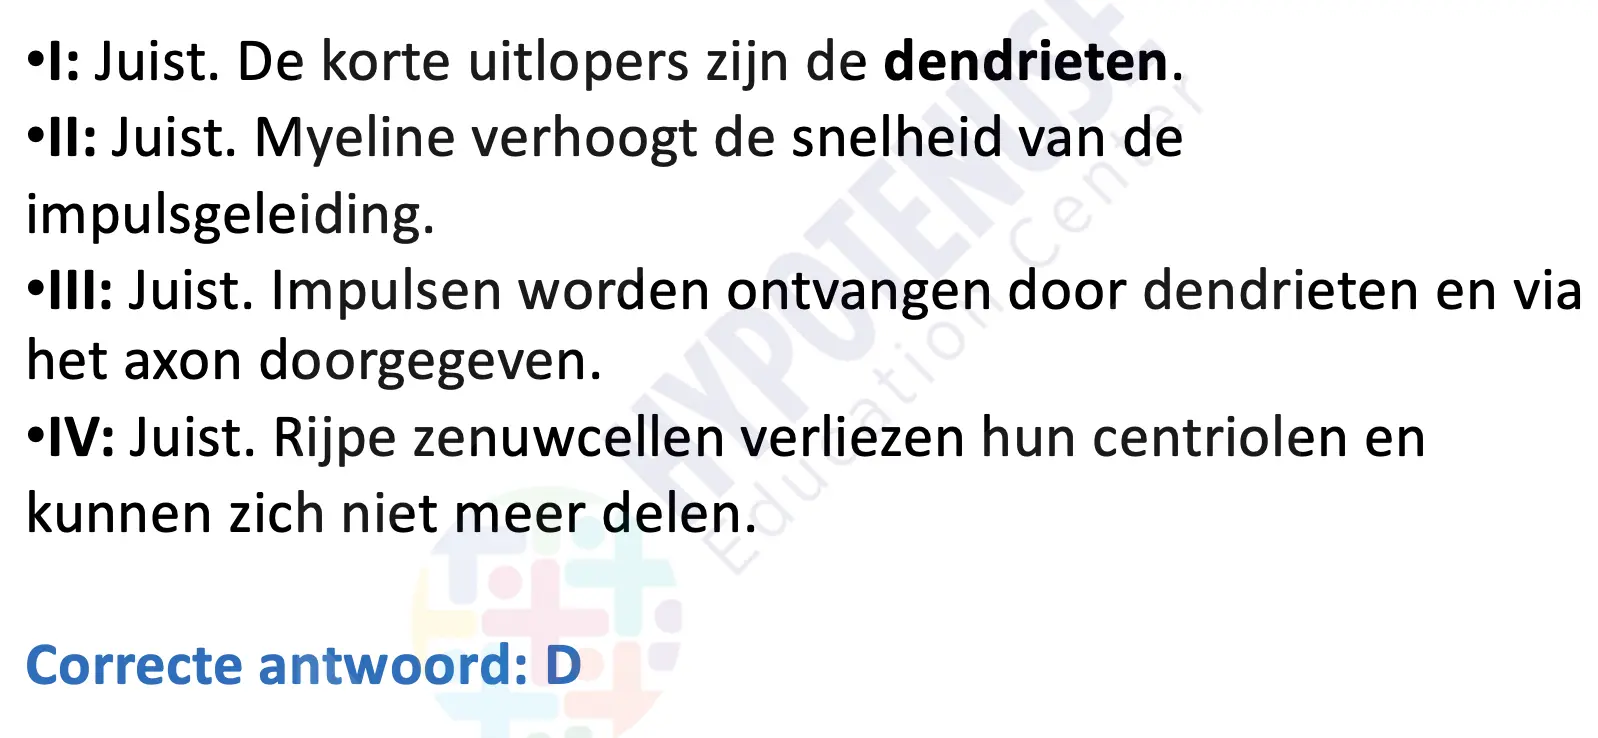 •I: Juist. De korte uitlopers zijn de dendrieten.
•II: Juist. Myeline verhoogt de snelheid van de
impulsgeleiding.
•III: Juist. Impulsen worden ontvangen door dendrieten en via
het axon doorgegeven.
•IV: Juist. Rijpe zenuwcellen verliezen hun centriolen en
kunnen zich niet meer delen.
Correcte antwoord: D
HYPOTENUSE
Education Center